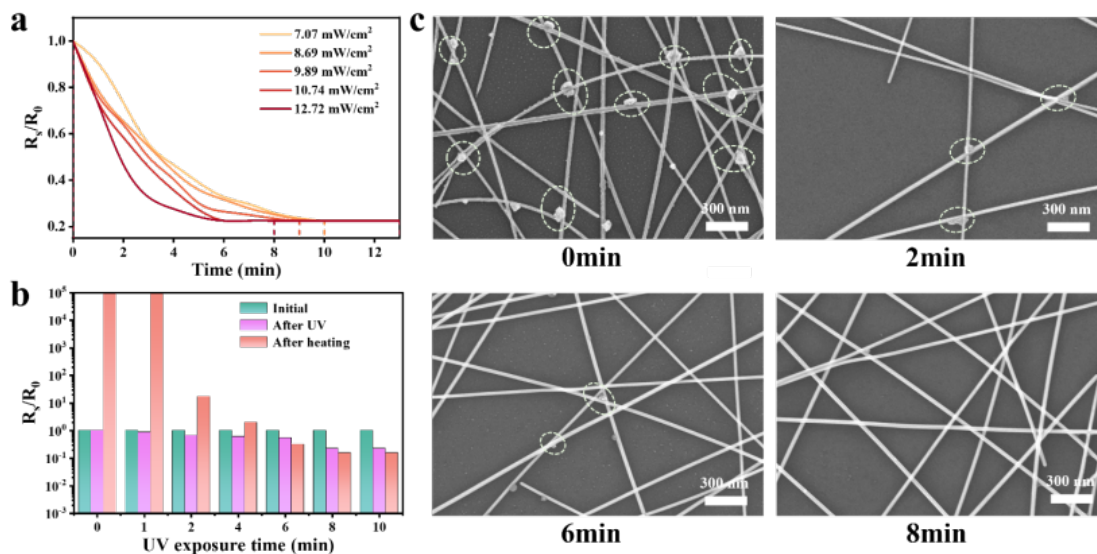 a
7.07 mW/cm²
8.69 mW/cm²
9.89 mW/cm²
10.74 mW/cm²
12.72 mW/cm²
1.0
0.8
0.6
0.4
0.2
Rₛ/R₀
0 2 4 6 8 10 12
Time (min)
b
Initial
After UV
After heating
10⁵
10⁴
10³
10²
10¹
10⁰
10⁻¹
10⁻²
10⁻³
Rₛ/R₀
0 1 2 4 6 8 10
UV exposure time (min)
c
300 nm
300 nm
0min
2min
300 nm
300 nm
6min
8min